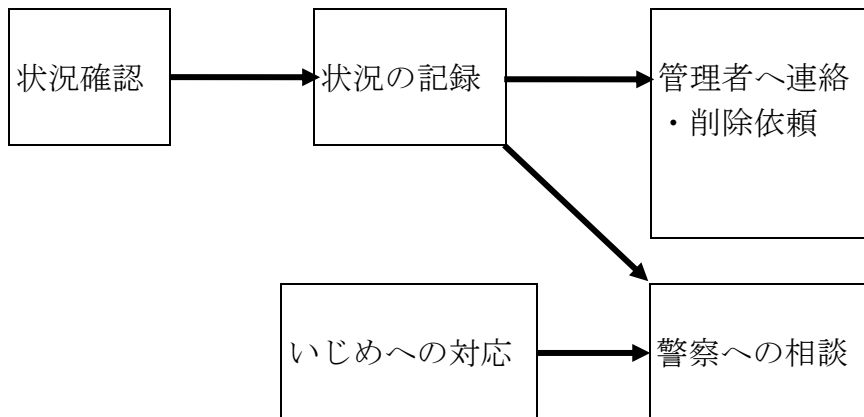 状況確認
状況の記録
管理者へ連絡
・削除依頼
いじめへの対応
警察への相談